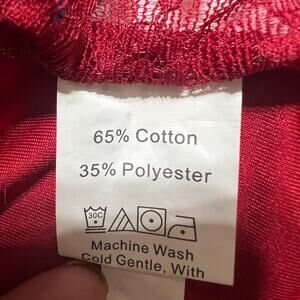 65% Cotton
35% Polyester
30C
Machine Wash
Cold Gentle, With